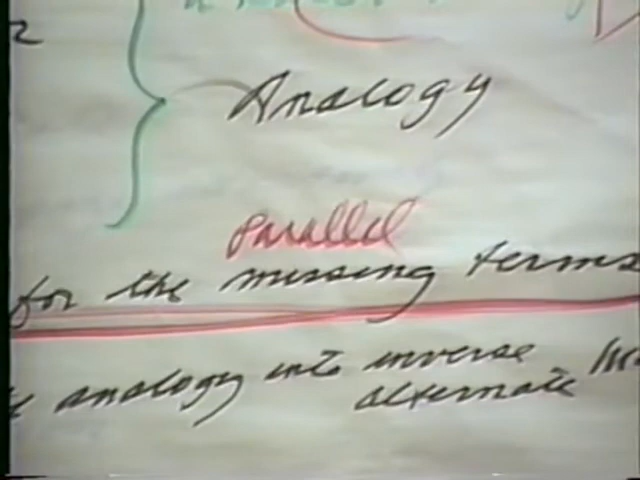 Analogy
parallel
for the missing terms
analogy into inverse
alternate